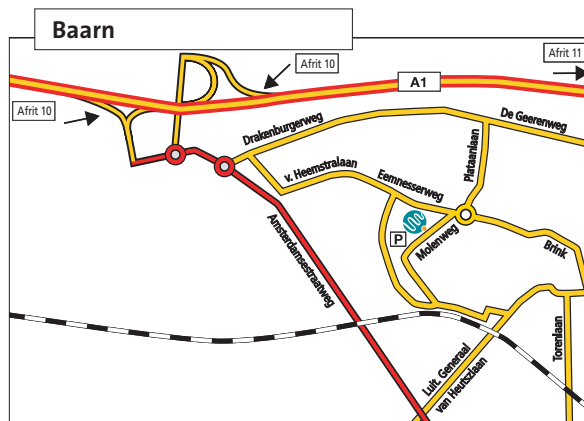 Baarn
Afrit 11
Afrit 10
A1
Afrit 10
De Geerenweg
Drakenburgerweg
Plataanlaan
v. Heemstralaan
Eemnesserweg
P
Molenweg
Brink
Amsterdamsestraatweg
Torenlaan
Luit. Generaal
van Heutszlaan